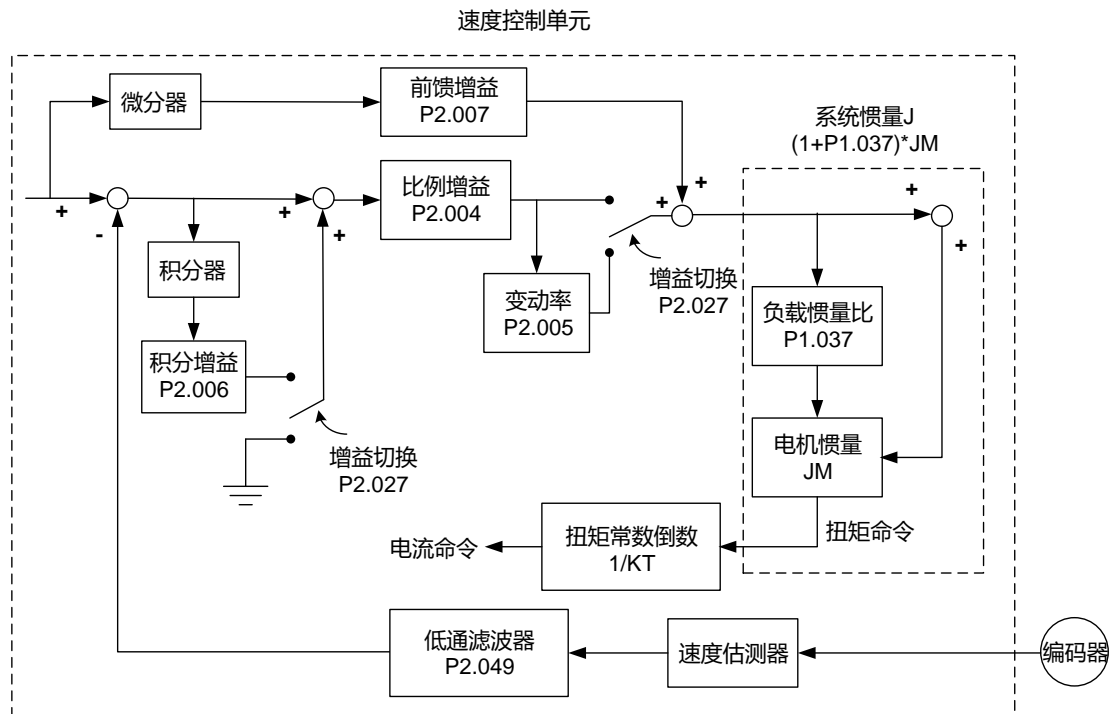 速度控制单元
微分器
前馈增益
P2.007
系统惯量J
(1+P1.037)*JM
+
-
+
+
比例增益
P2.004
+
+
+
+
积分器
变动率
P2.005
增益切换
P2.027
负载惯量比
P1.037
积分增益
P2.006
增益切换
P2.027
电机惯量
JM
扭矩命令
扭矩常数倒数
1/KT
电流命令
低通滤波器
P2.049
速度估测器
编码器